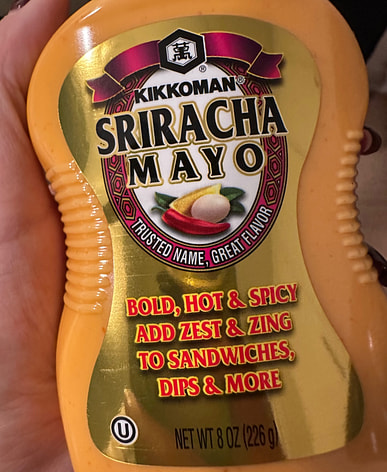 萬
®
KIKKOMAN®
SRIRACHA
MAYO
TRUSTED NAME, GREAT FLAVOR
BOLD, HOT & SPICY
ADD ZEST & ZING
TO SANDWICHES,
DIPS & MORE
U
NET WT 8 OZ (226 g)